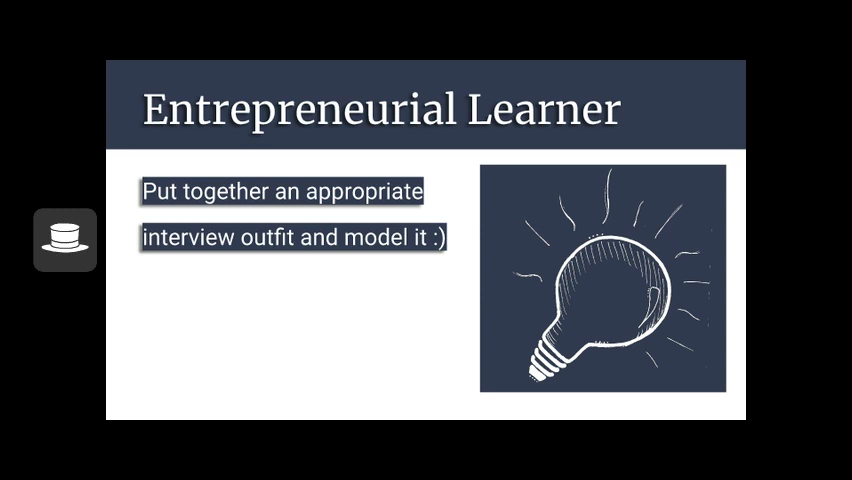 Entrepreneurial Learner
Put together an appropriate
interview outfit and model it :)